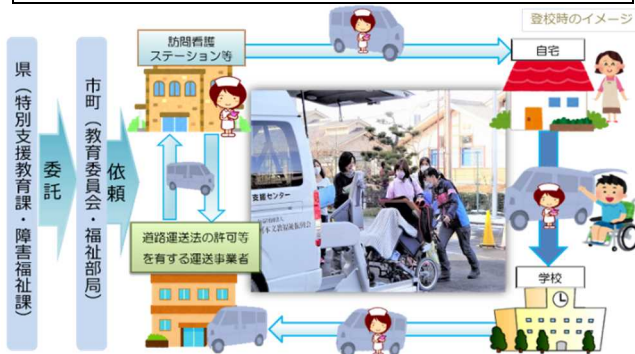 登校時のイメージ
県（特別支援教育課・障害福祉課）
委託
市町（教育委員会・福祉部局）
依頼
訪問看護
ステーション等
自宅
道路運送法の許可等
を有する運送事業者
支援センター
学校